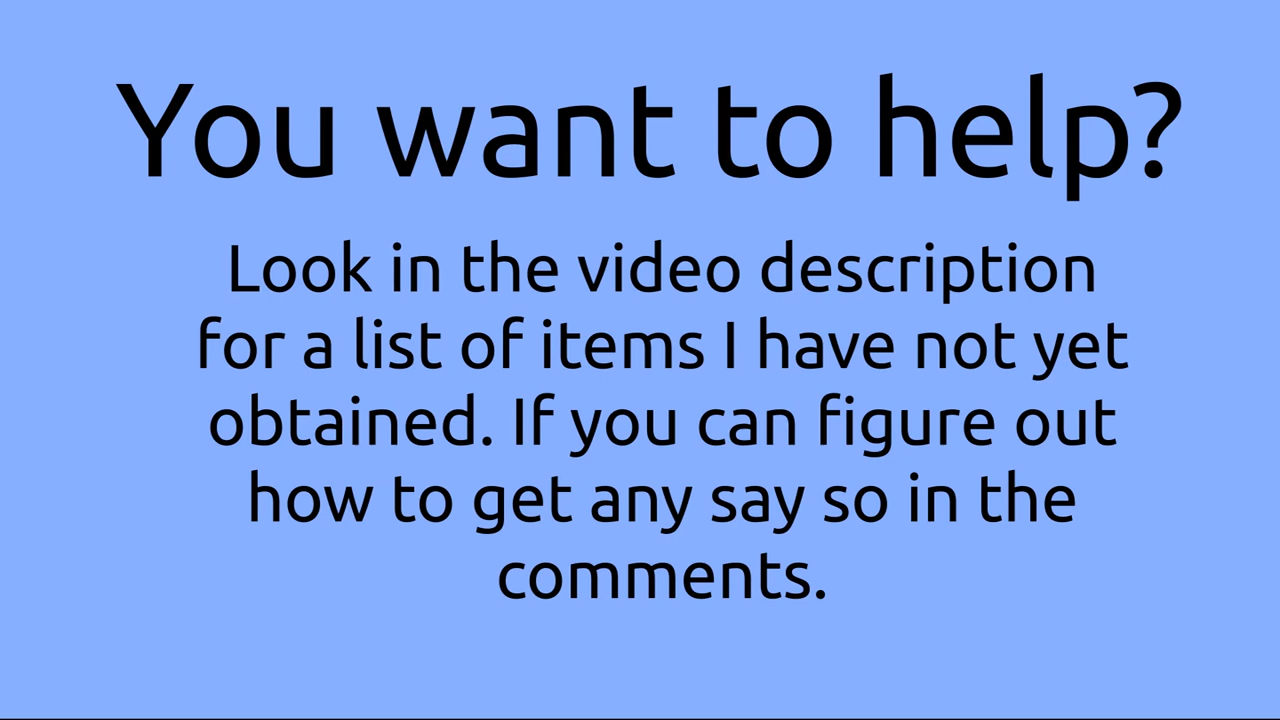 You want to help?
Look in the video description
for a list of items I have not yet
obtained. If you can figure out
how to get any say so in the
comments.